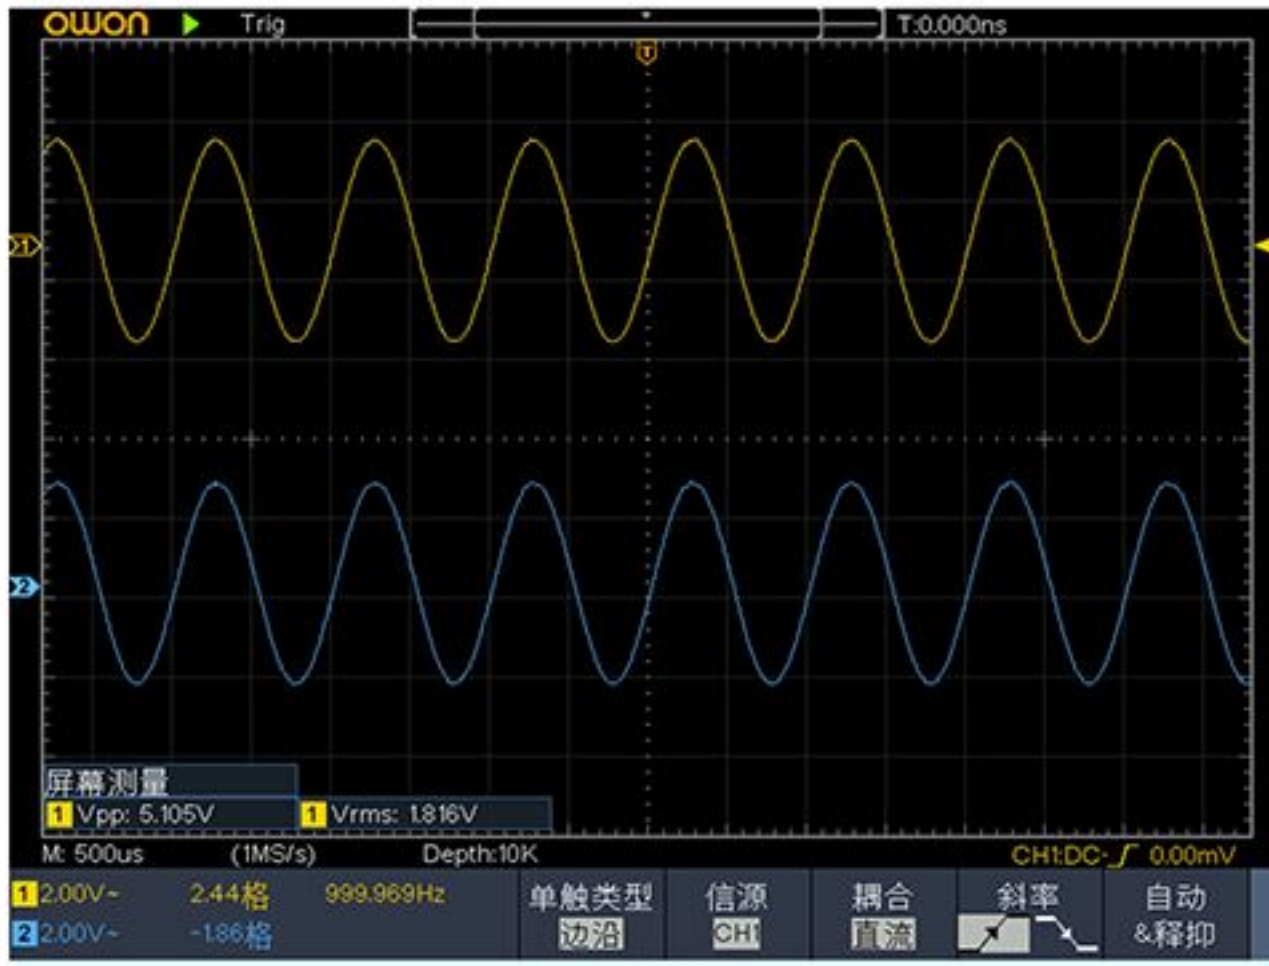 owon Trig T:0.000ns
T
1
2
屏幕测量
1 Vpp: 5.105V 1 Vrms: 1.816V
M: 500us (1MS/s) Depth:10K CH1:DC- 0.00mV
1 2.00V~ 2.44格 999.969Hz 单触类型 信源 耦合 斜率 自动
2 2.00V~ -1.86格 边沿 CH1 直流 &释抑